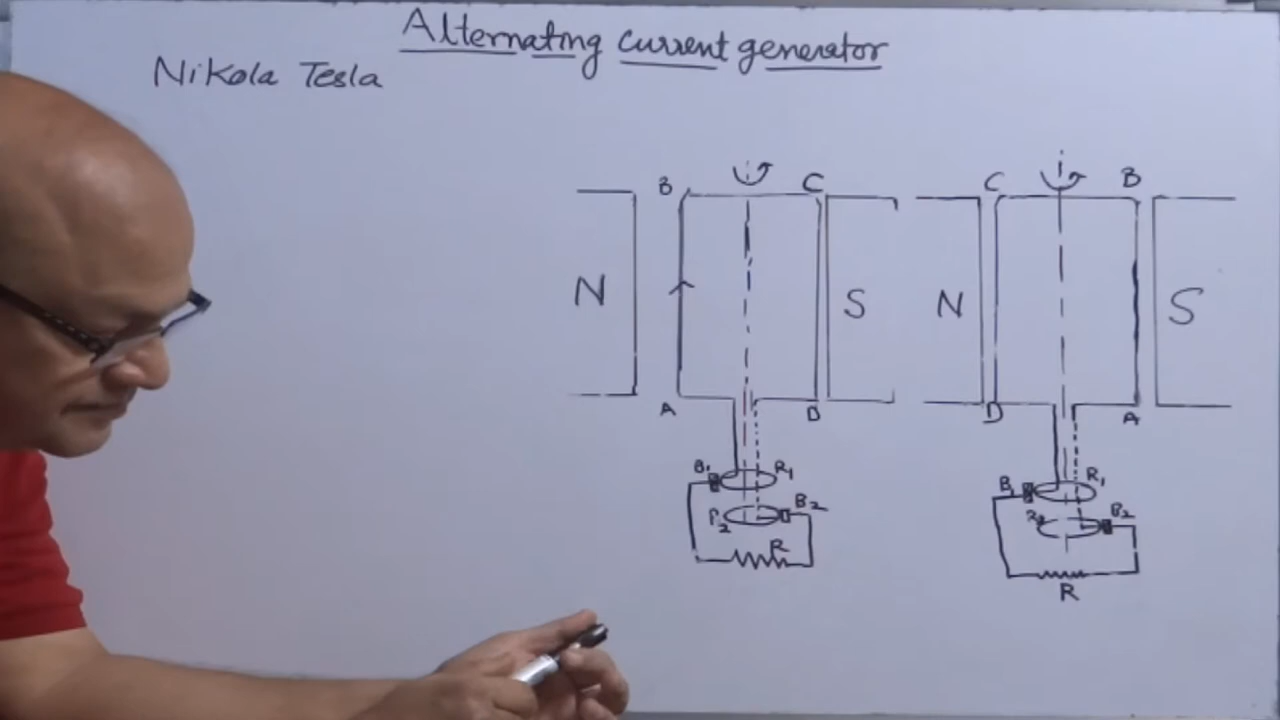 Alternating current generator
Nikola Tesla
B C C B
N S N S
A D D A
B1 R1 B1 R1
R2 B2 R2 B2
R R